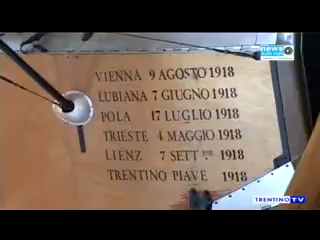 news
VIENNA 9 AGOSTO 1918
LUBIANA 7 GIUGNO 1918
POLA 17 LUGLIO 1918
TRIESTE 4 MAGGIO 1918
LIENZ 7 SETT. 1918
TRENTINO PIAVE 1918
TRENTINO TV